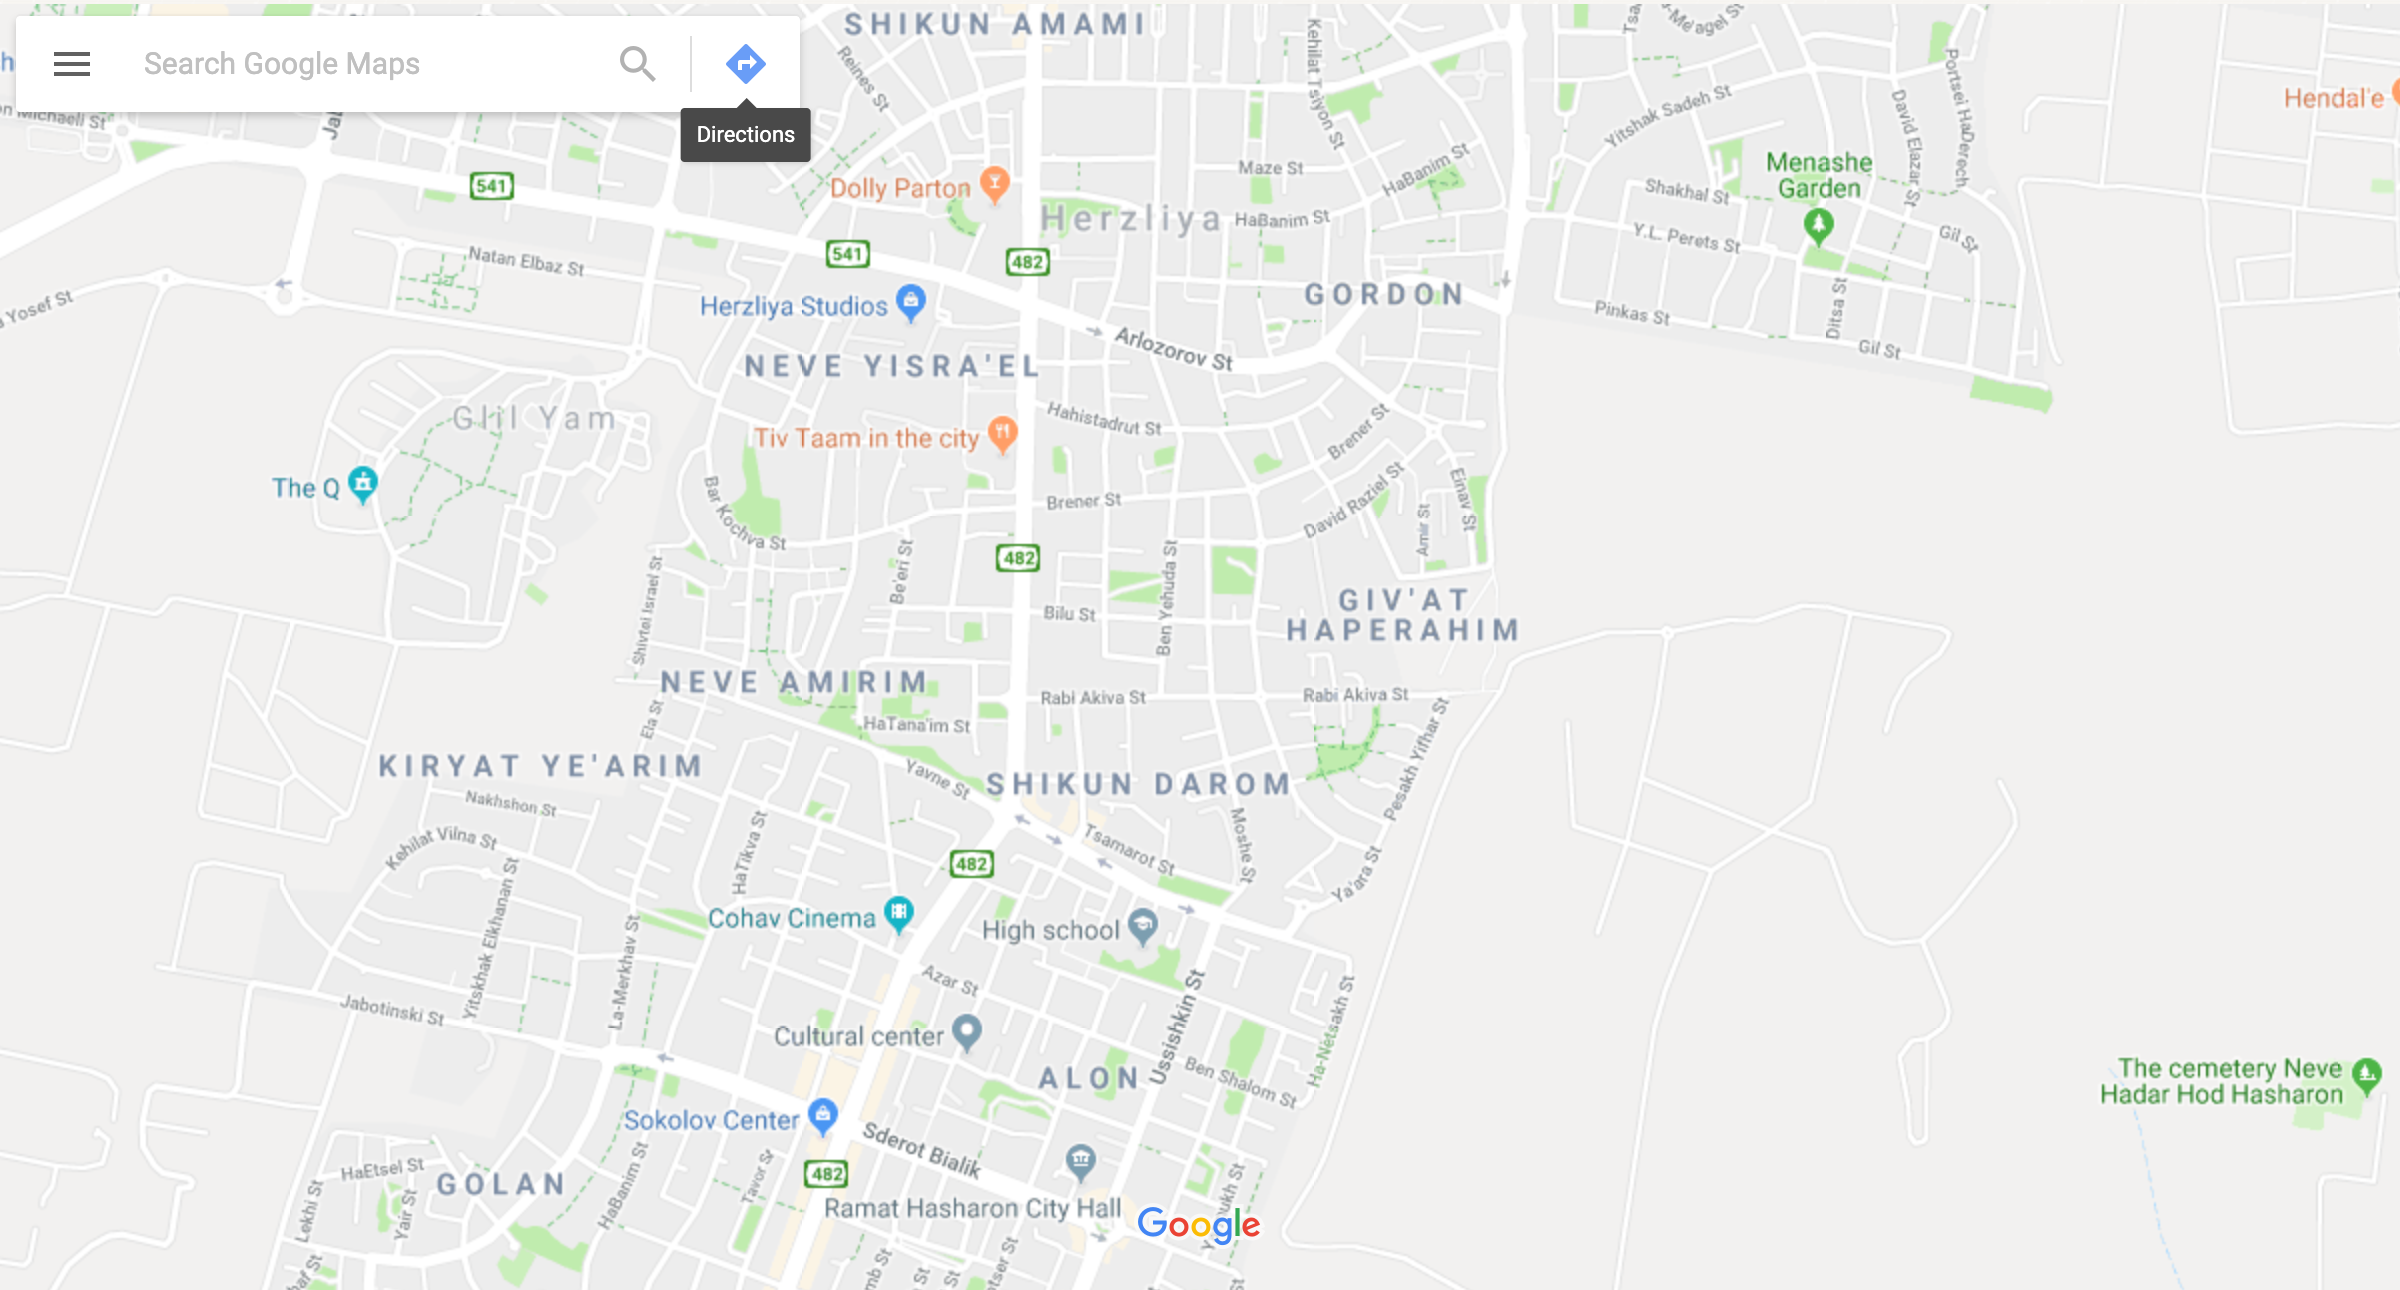 SHIKUN AMAMI
Search Google Maps
Directions
Reines St
Kehilat Tsiyon St
Yitshak Sadeh St
David Elazar St
Portsei HaDerech
Hendal'e
541
Dolly Parton
Maze St
HaBanim St
Menashe
Garden
Shakhal St
Herzliya
HaBanim St
Y.L. Perets St
Gil St
541
482
Natan Elbaz St
Yosef St
Herzliya Studios
GORDON
Pinkas St
Ditsa St
Arlozorov St
Gil St
NEVE YISRA'EL
Glil Yam
Hahistadrut St
Brener St
Tiv Taam in the city
The Q
Bar Kochva St
Brener St
David Raziel St
Einav St
Amir St
482
Shivtei Israel St
Be'eri St
Ben Yehuda St
Bilu St
GIV'AT
HAPERAHIM
NEVE AMIRIM
Rabi Akiva St
Rabi Akiva St
Ela St
HaTana'im St
Pesakh Yifhar St
KIRYAT YE'ARIM
Yavne St
SHIKUN DAROM
Nakhshon St
Kehilat Vilna St
HaTikva St
Tsamarot St
Moshe St
Ya'ara St
482
Yitskhak Elkhanan St
Cohav Cinema
High school
La-Merkhav St
Azar St
Ussishkin St
Ha-Netsakh St
Jabotinski St
Cultural center
ALON
Ben Shalom St
The cemetery Neve
Hadar Hod Hasharon
Sokolov Center
Sderot Bialik
482
HaEtsel St
GOLAN
HaBanim St
Tavor St
Lekhi St
Yair St
Ramat Hasharon City Hall
Google